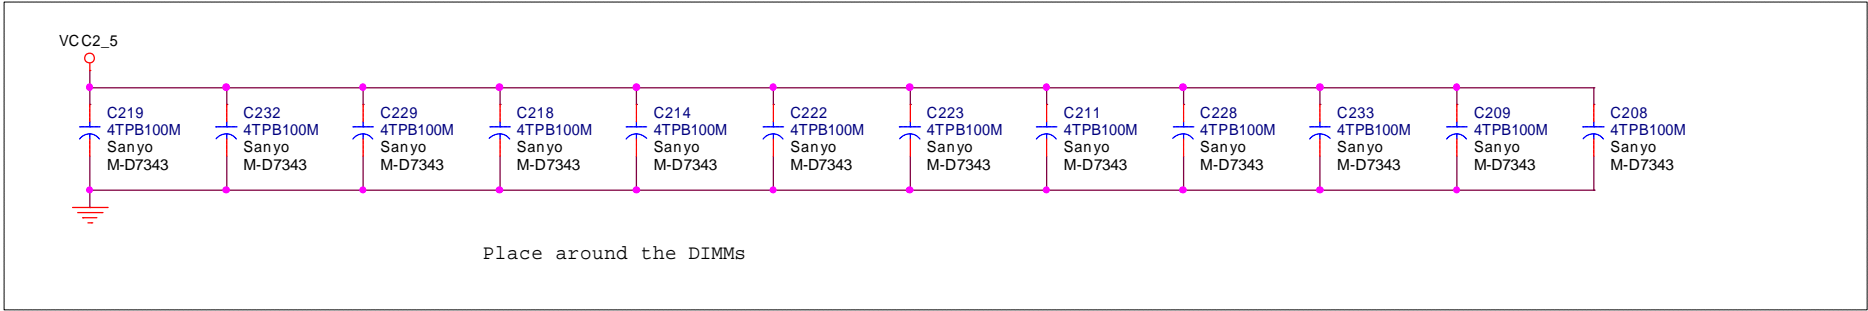 VCC2_5
C219
4TPB100M
Sanyo
M-D7343
C232
4TPB100M
Sanyo
M-D7343
C229
4TPB100M
Sanyo
M-D7343
C218
4TPB100M
Sanyo
M-D7343
C214
4TPB100M
Sanyo
M-D7343
C222
4TPB100M
Sanyo
M-D7343
C223
4TPB100M
Sanyo
M-D7343
C211
4TPB100M
Sanyo
M-D7343
C228
4TPB100M
Sanyo
M-D7343
C233
4TPB100M
Sanyo
M-D7343
C209
4TPB100M
Sanyo
M-D7343
C208
4TPB100M
Sanyo
M-D7343
Place around the DIMMs